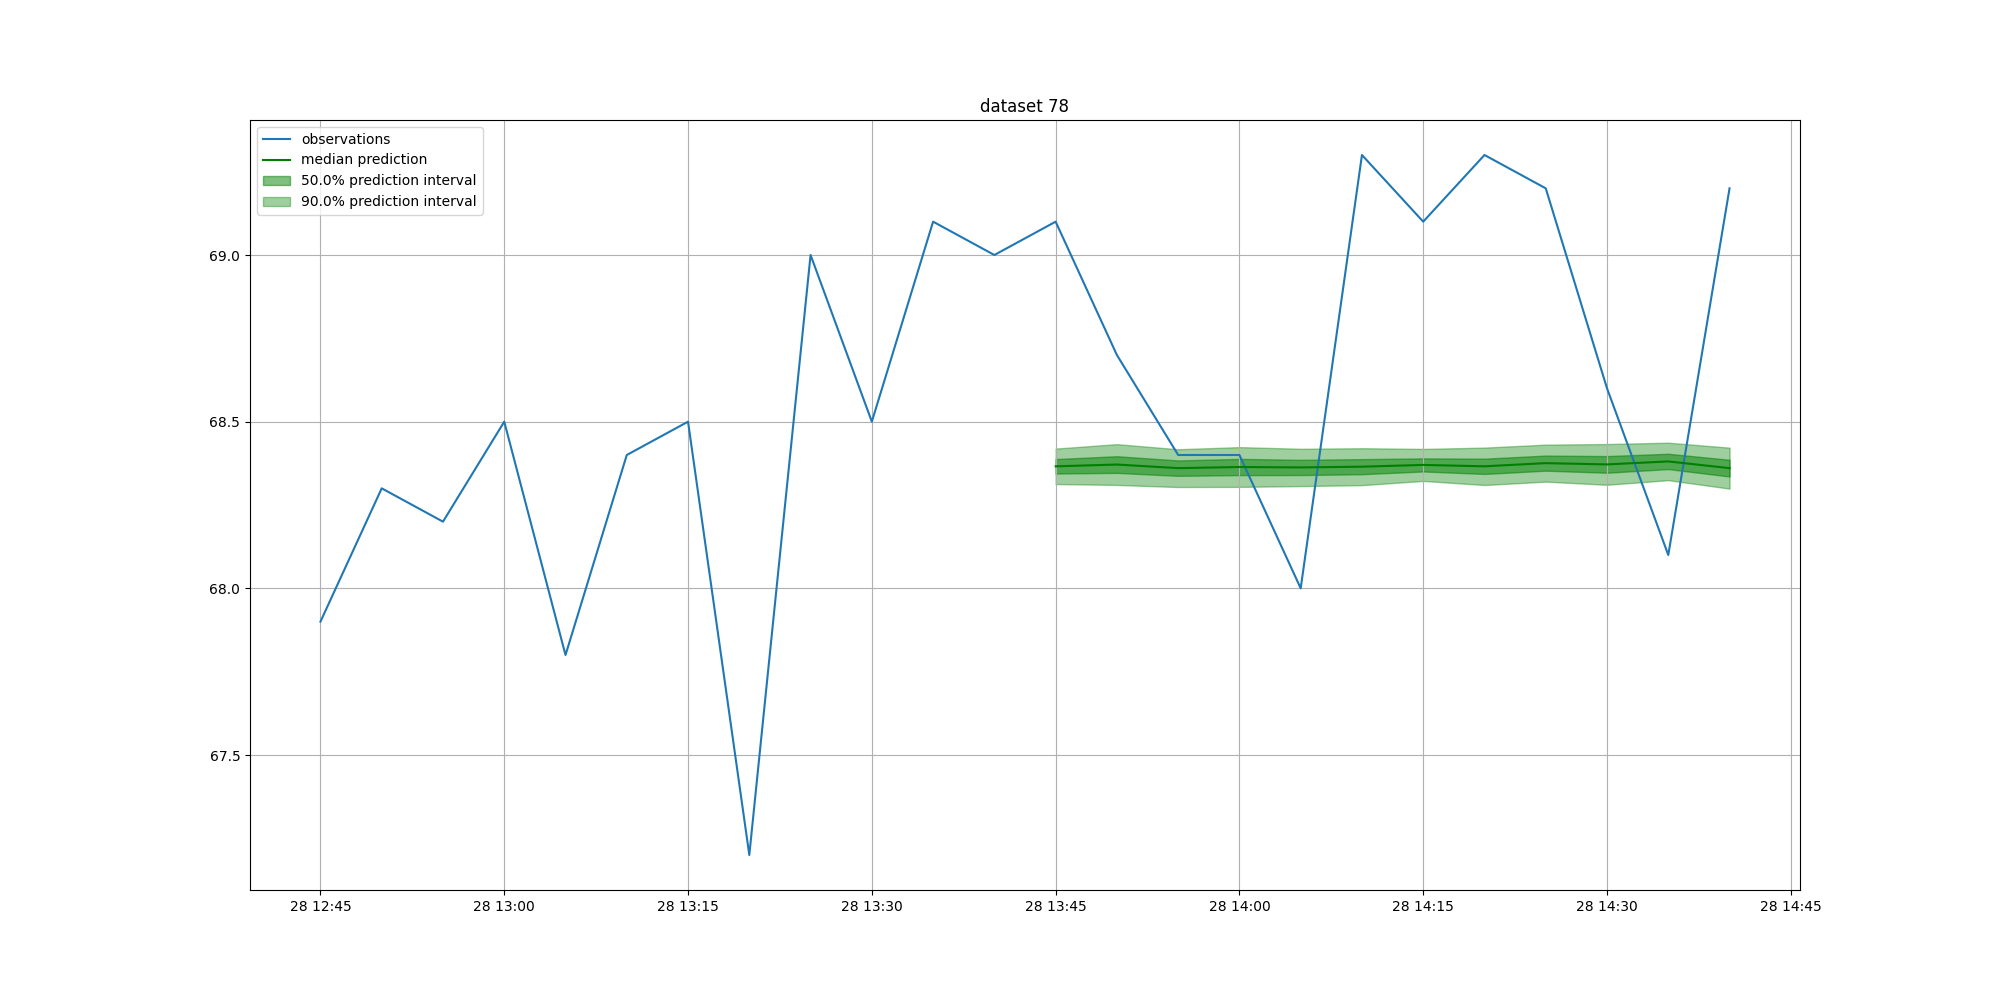 dataset 78
observations
median prediction
50.0% prediction interval
90.0% prediction interval
69.0
68.5
68.0
67.5
28 12:45
28 13:00
28 13:15
28 13:30
28 13:45
28 14:00
28 14:15
28 14:30
28 14:45